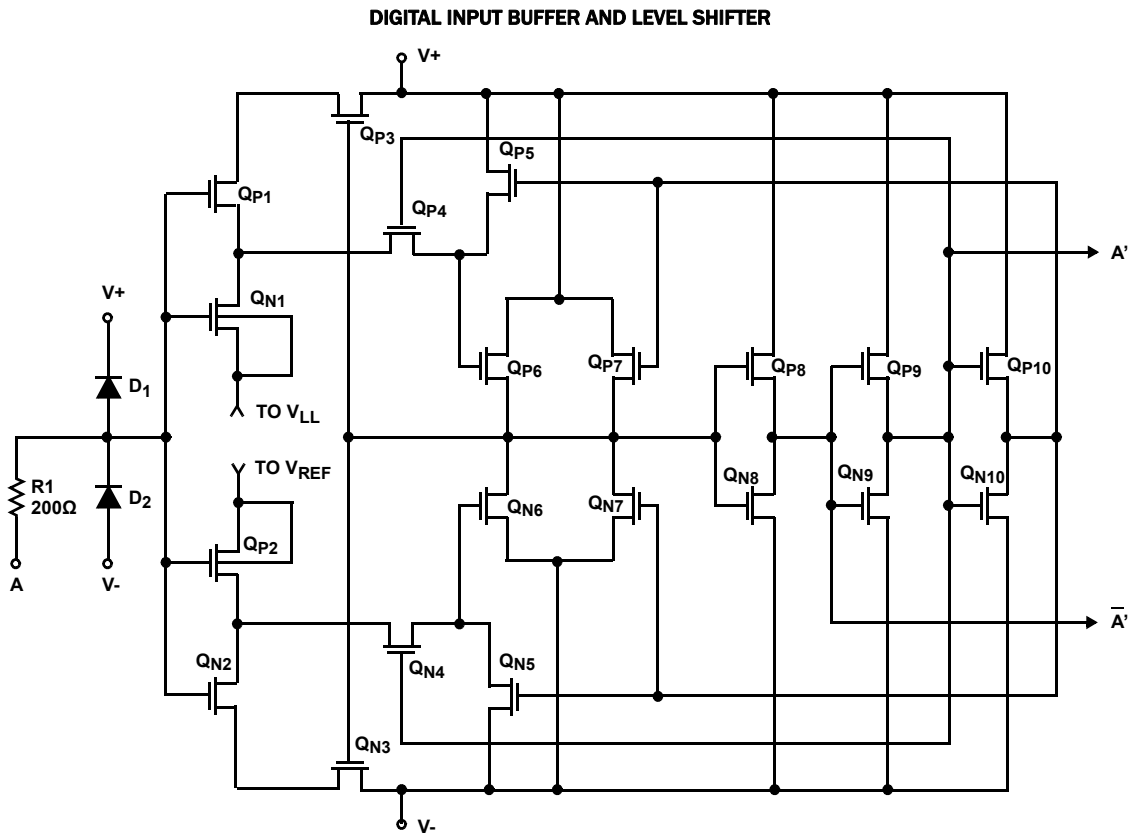 DIGITAL INPUT BUFFER AND LEVEL SHIFTER
V+
QP3
QP5
QP1
QP4
A'
V+
QN1
QP6
QP7
QP8
QP9
QP10
D1
TO VLL
TO VREF
R1
200Ω
D2
QN6
QN7
QN8
QN9
QN10
QP2
A
V-
A̅'
QN2
QN4
QN5
QN3
V-